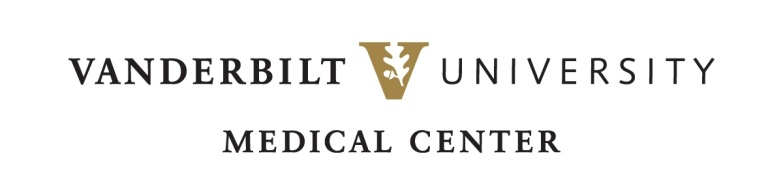 VANDERBILT V UNIVERSITY
MEDICAL CENTER